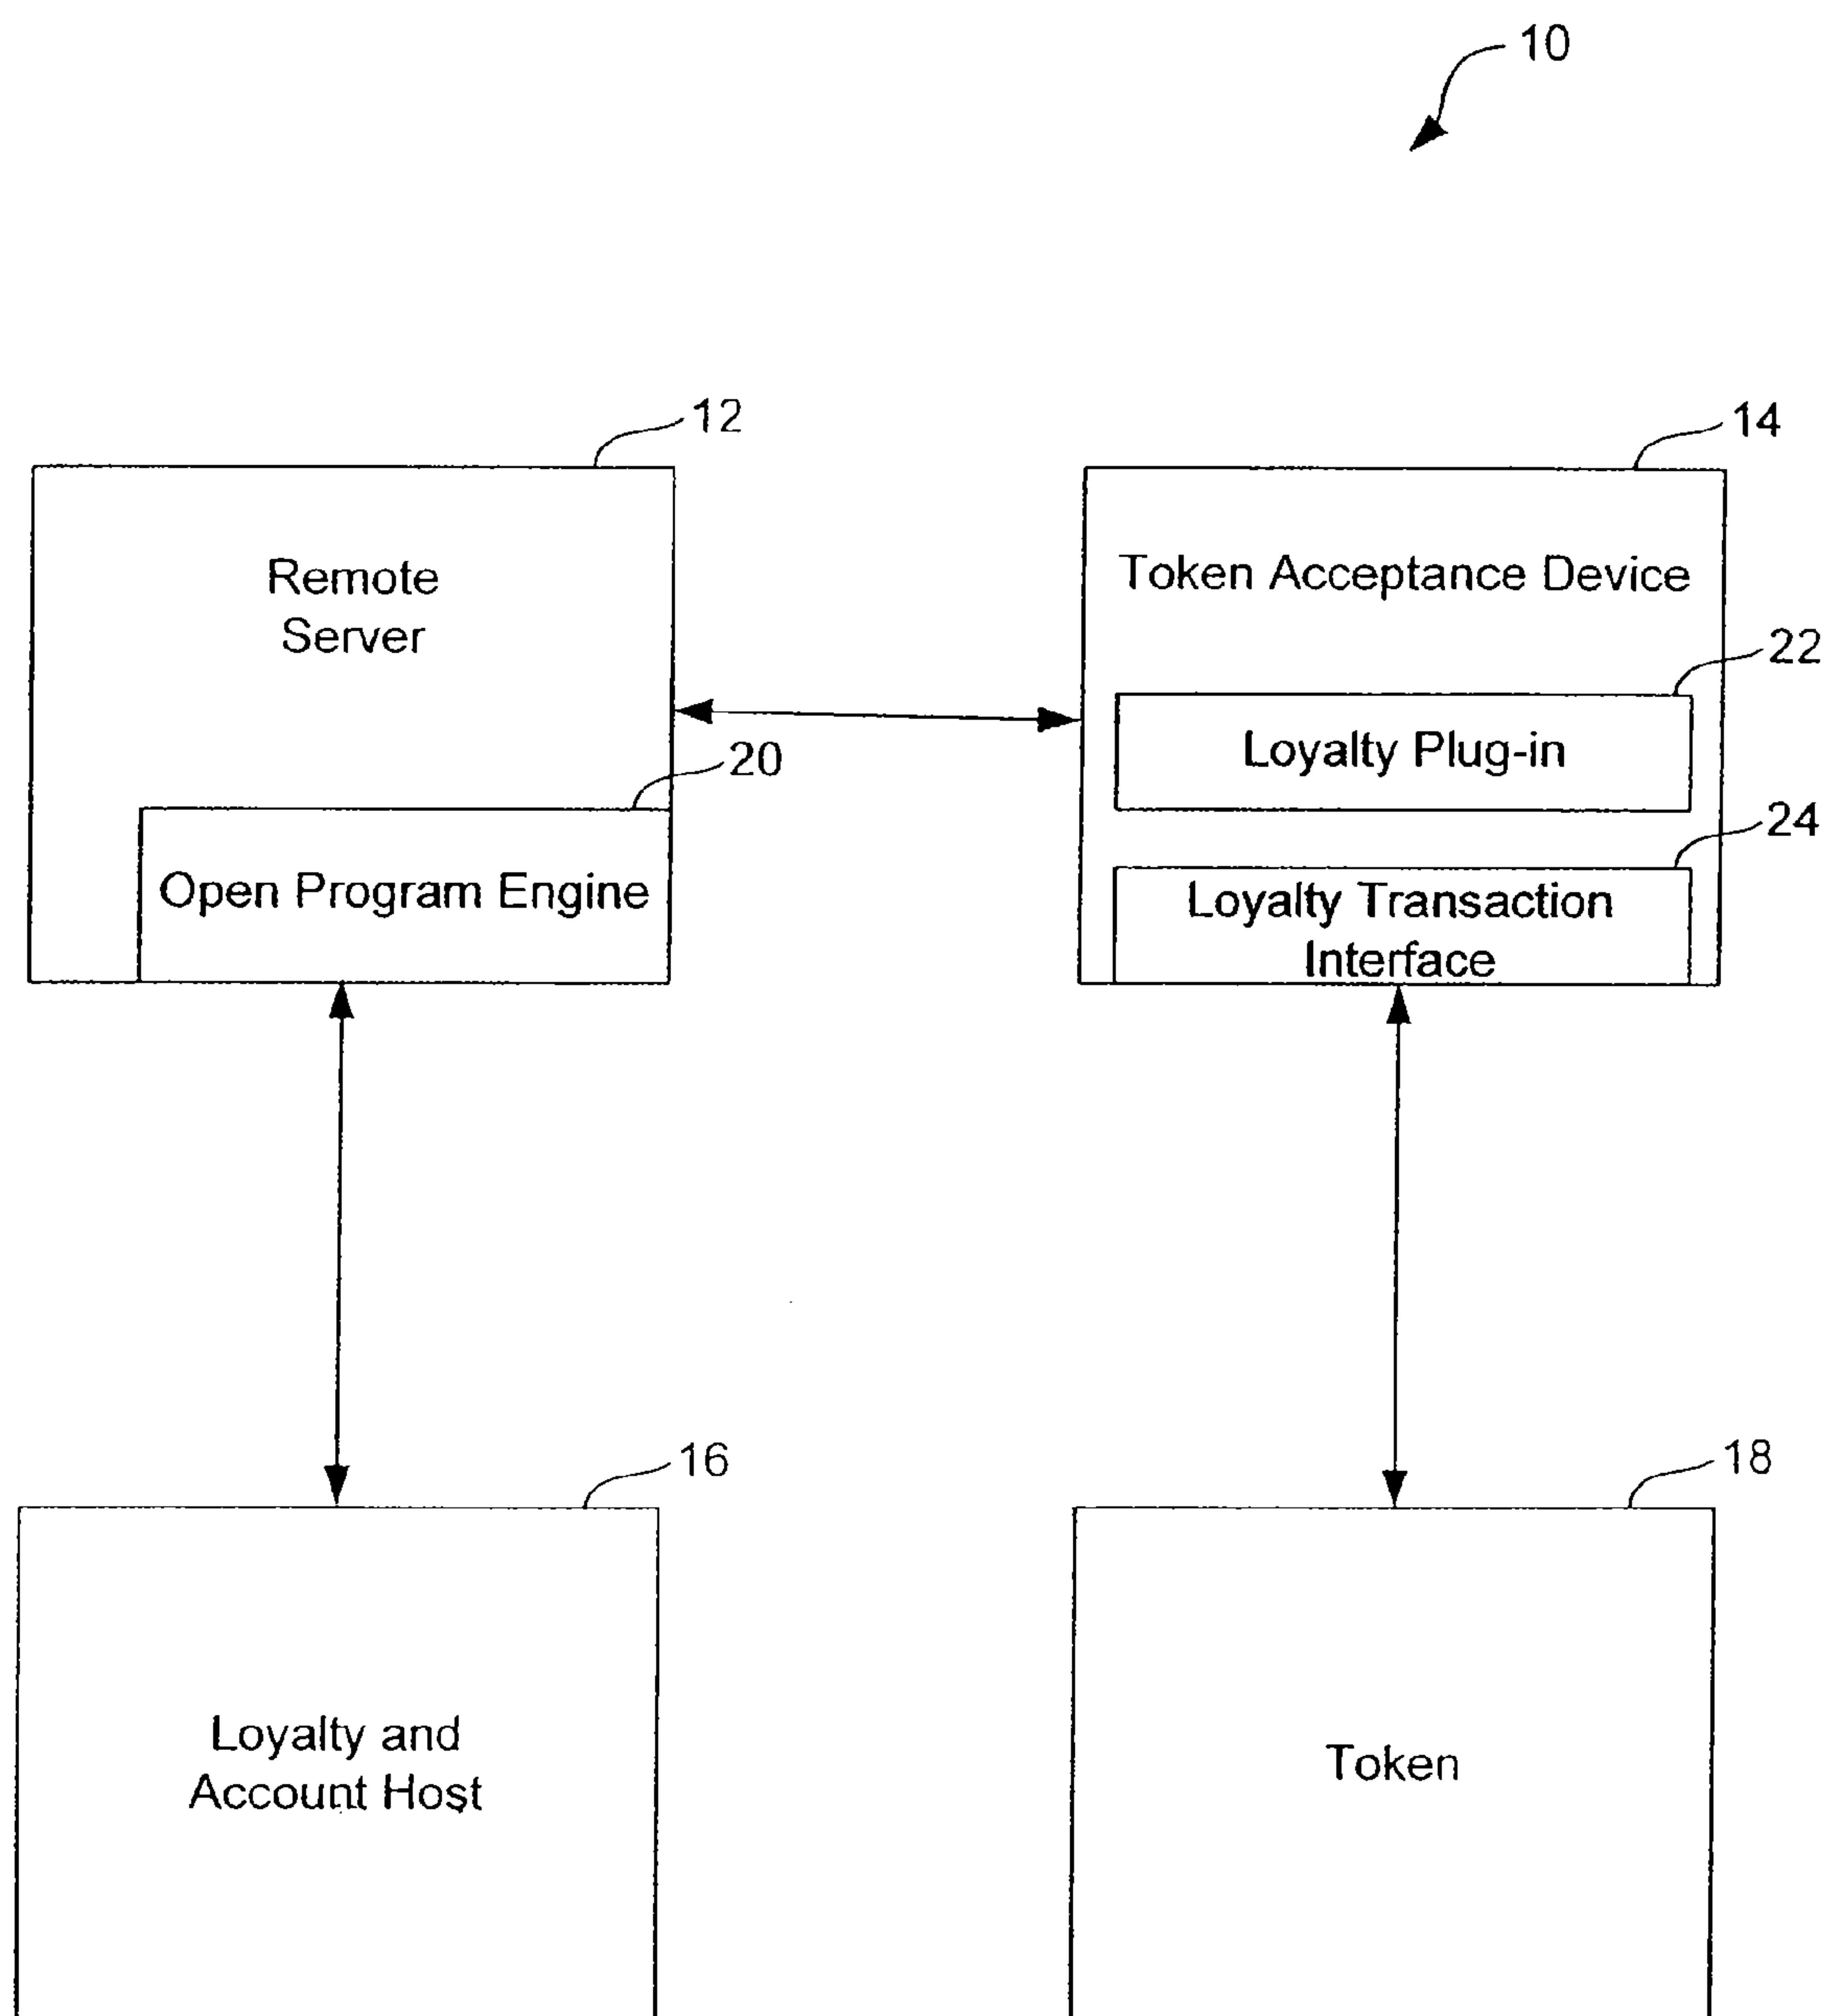 10
12
14
Remote
Server
Token Acceptance Device
22
Loyalty Plug-in
20
24
Open Program Engine
Loyalty Transaction
Interface
16
18
Loyalty and
Account Host
Token